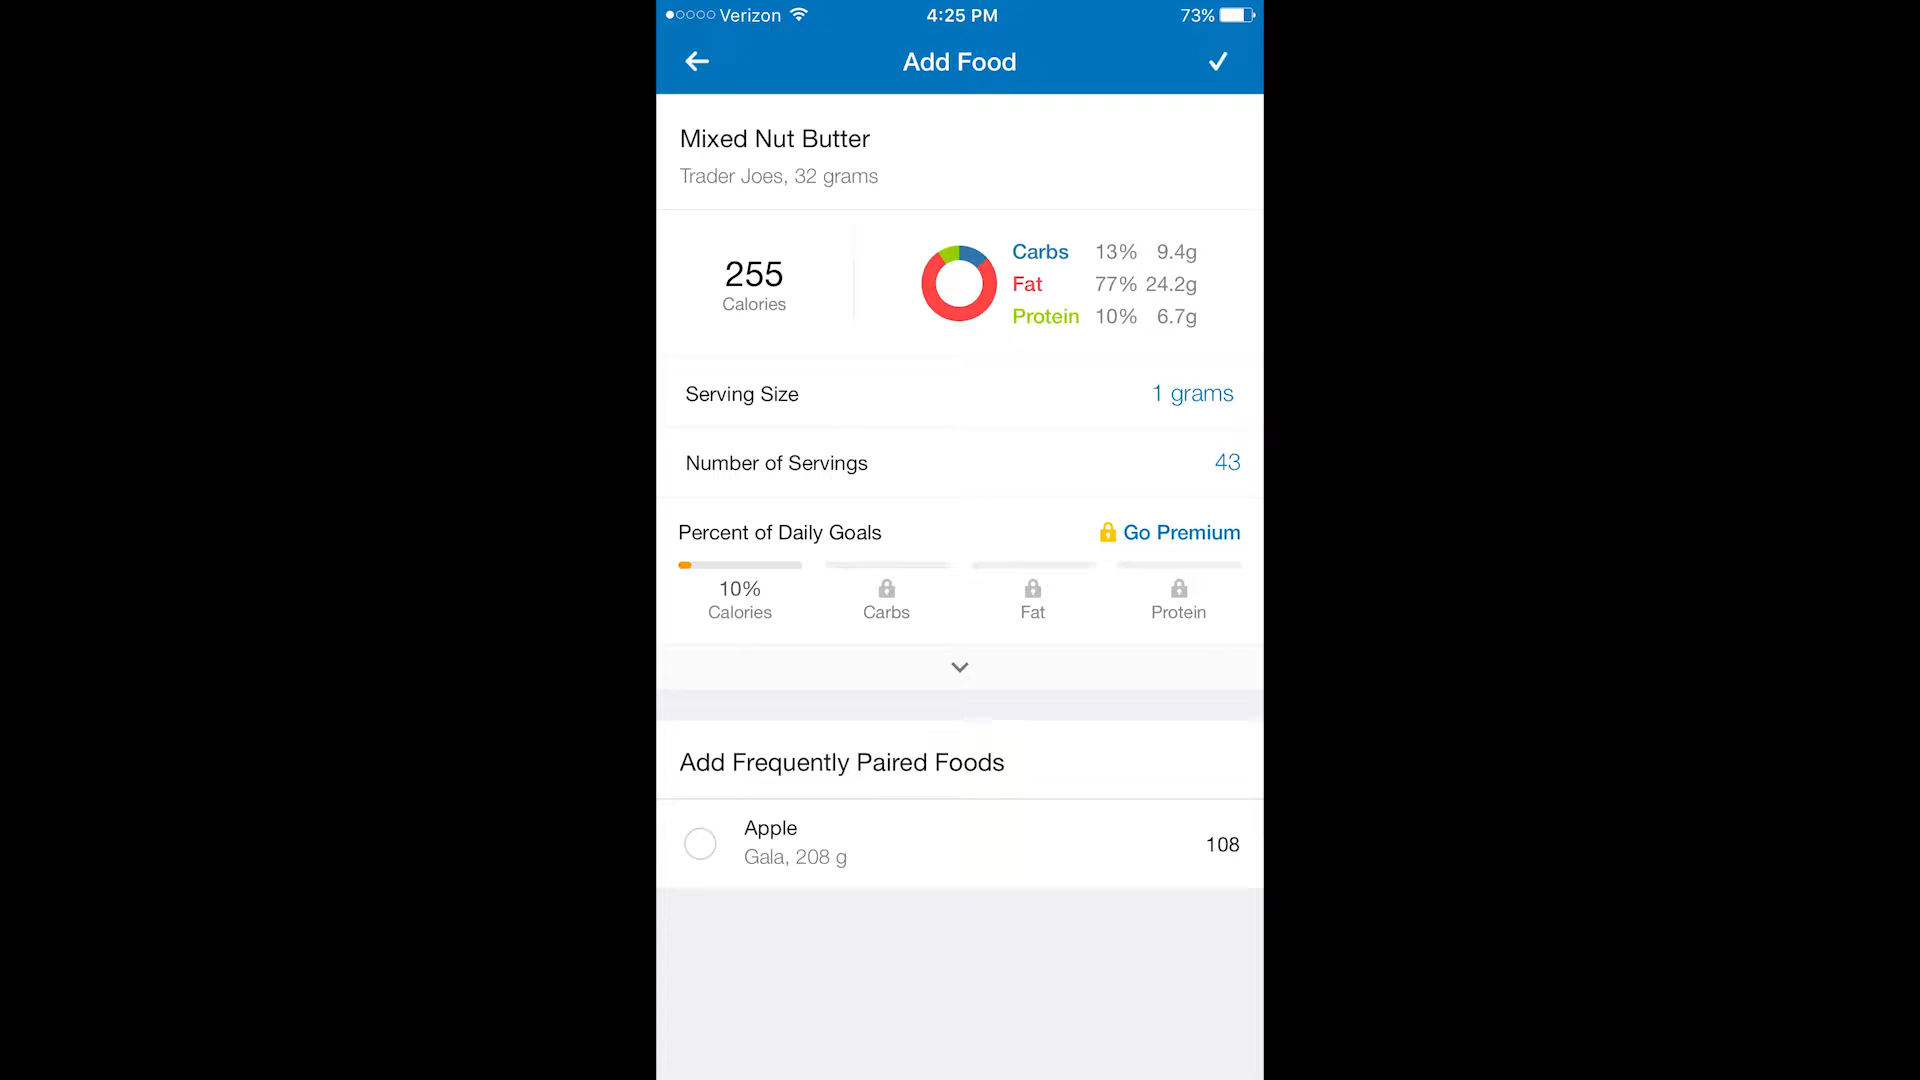 Verizon 4:25 PM 73%
Add Food
Mixed Nut Butter
Trader Joes, 32 grams
255
Calories
Carbs 13% 9.4g
Fat 77% 24.2g
Protein 10% 6.7g
Serving Size 1 grams
Number of Servings 43
Percent of Daily Goals Go Premium
10%
Calories Carbs Fat Protein
Add Frequently Paired Foods
Apple
Gala, 208 g
108